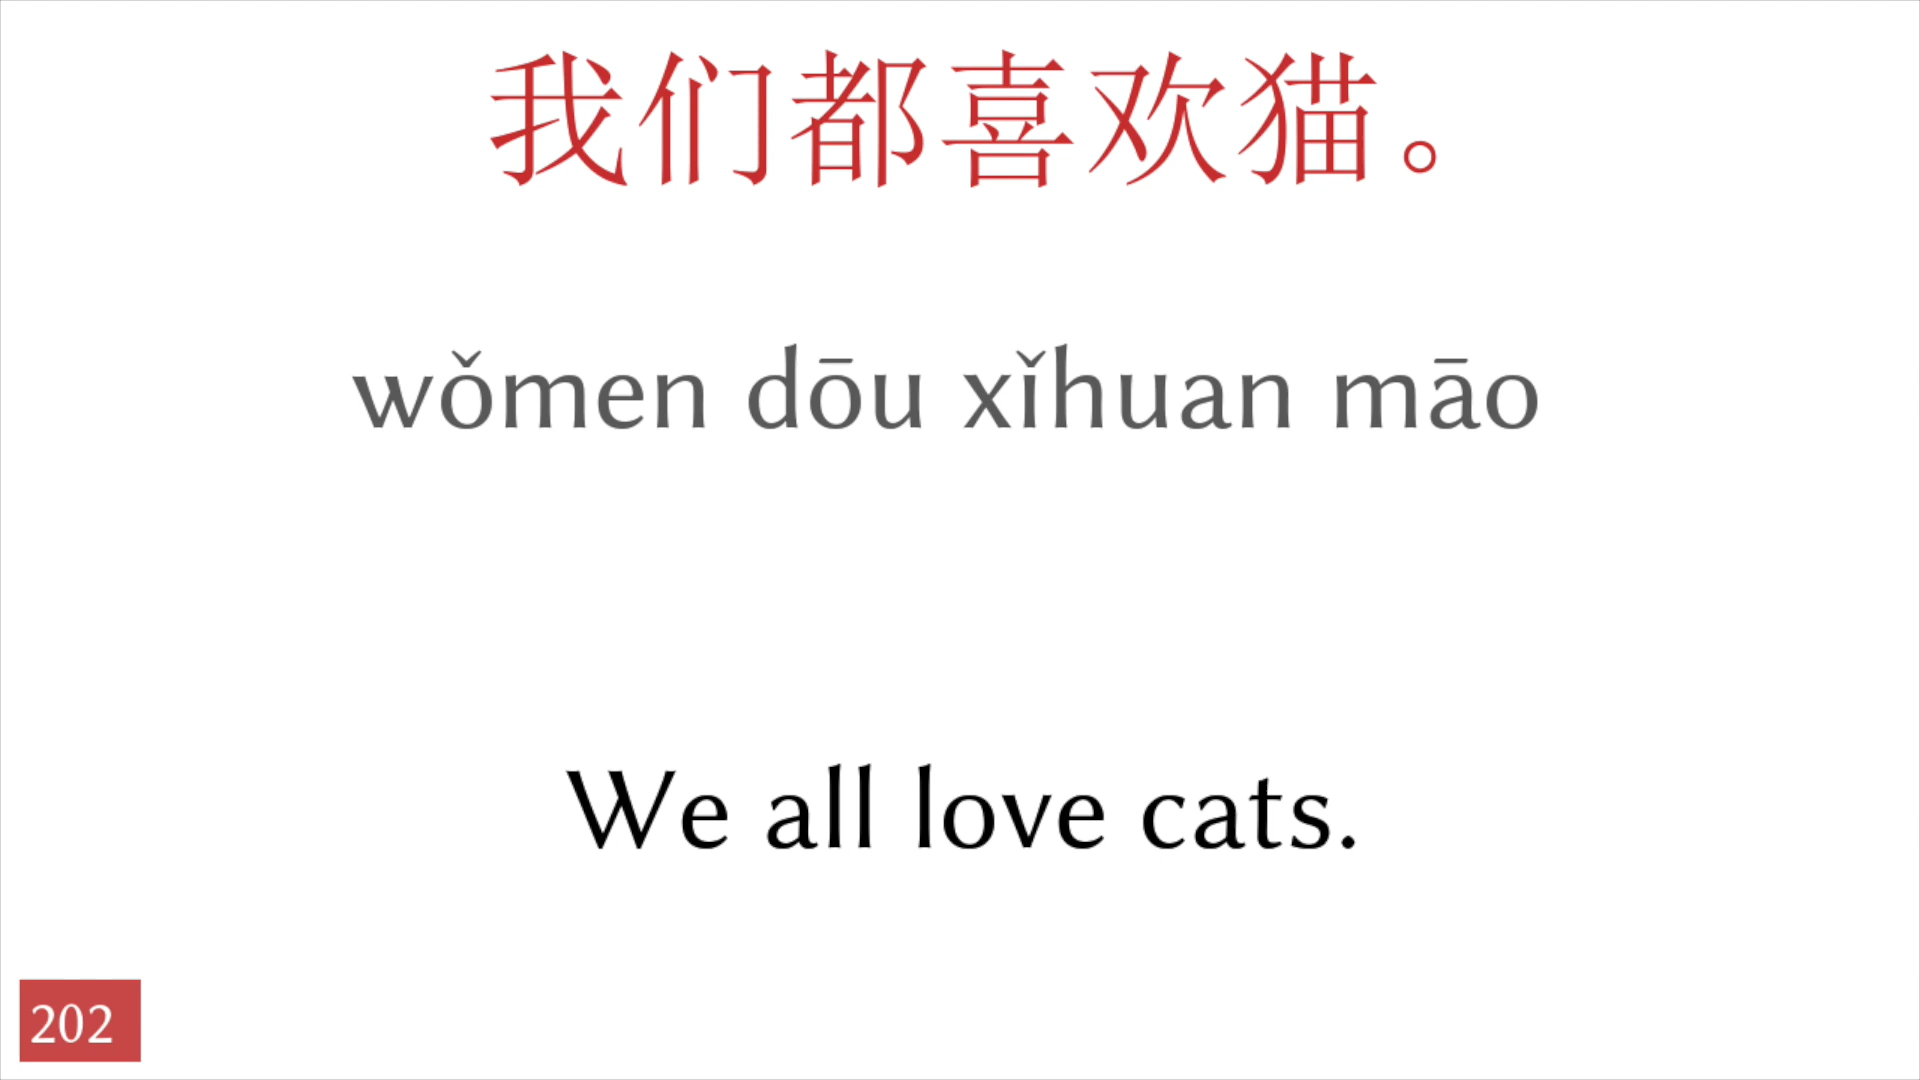 我们都喜欢猫。
wǒmen dōu xǐhuan māo
We all love cats.
202